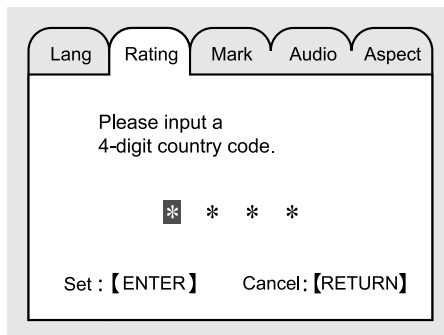 Lang Rating Mark Audio Aspect
Please input a
4-digit country code.
* * * *
Set : 【ENTER】 Cancel: 【RETURN】